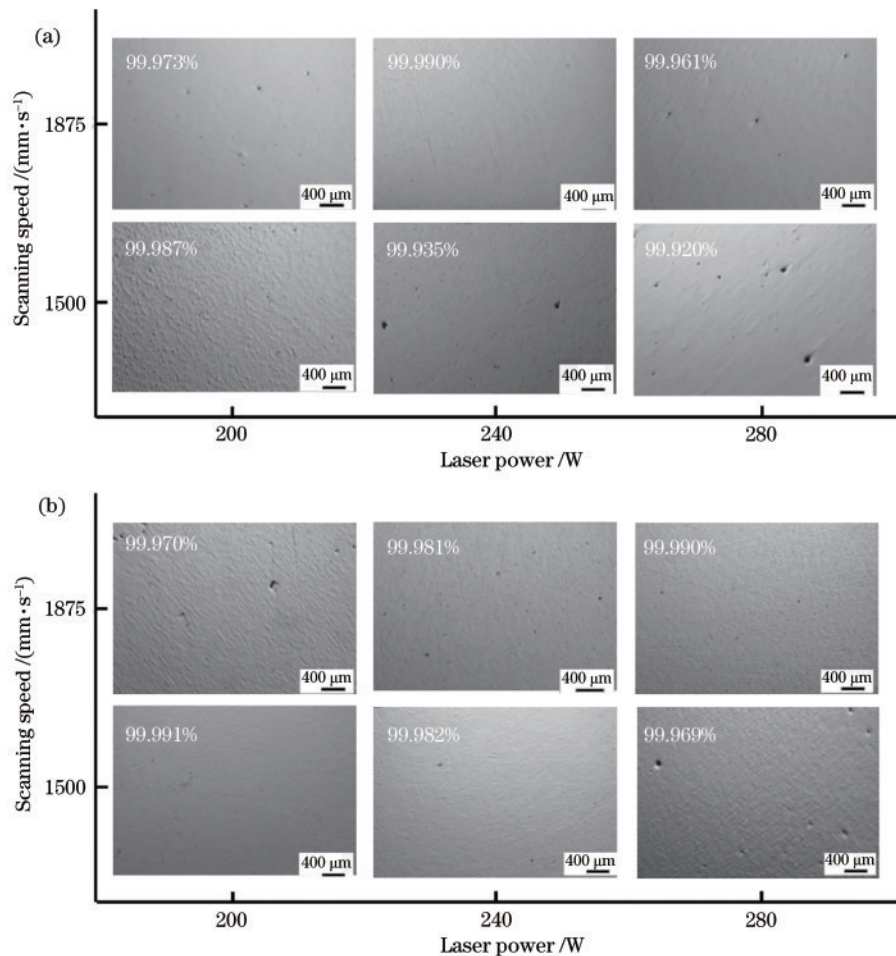 (a)
Scanning speed /(mm·s⁻¹)
1875
99.973%
400 μm
99.990%
400 μm
99.961%
400 μm
1500
99.987%
400 μm
99.935%
400 μm
99.920%
400 μm
200
240
280
Laser power /W
(b)
Scanning speed /(mm·s⁻¹)
1875
99.970%
400 μm
99.981%
400 μm
99.990%
400 μm
1500
99.991%
400 μm
99.982%
400 μm
99.969%
400 μm
200
240
280
Laser power /W